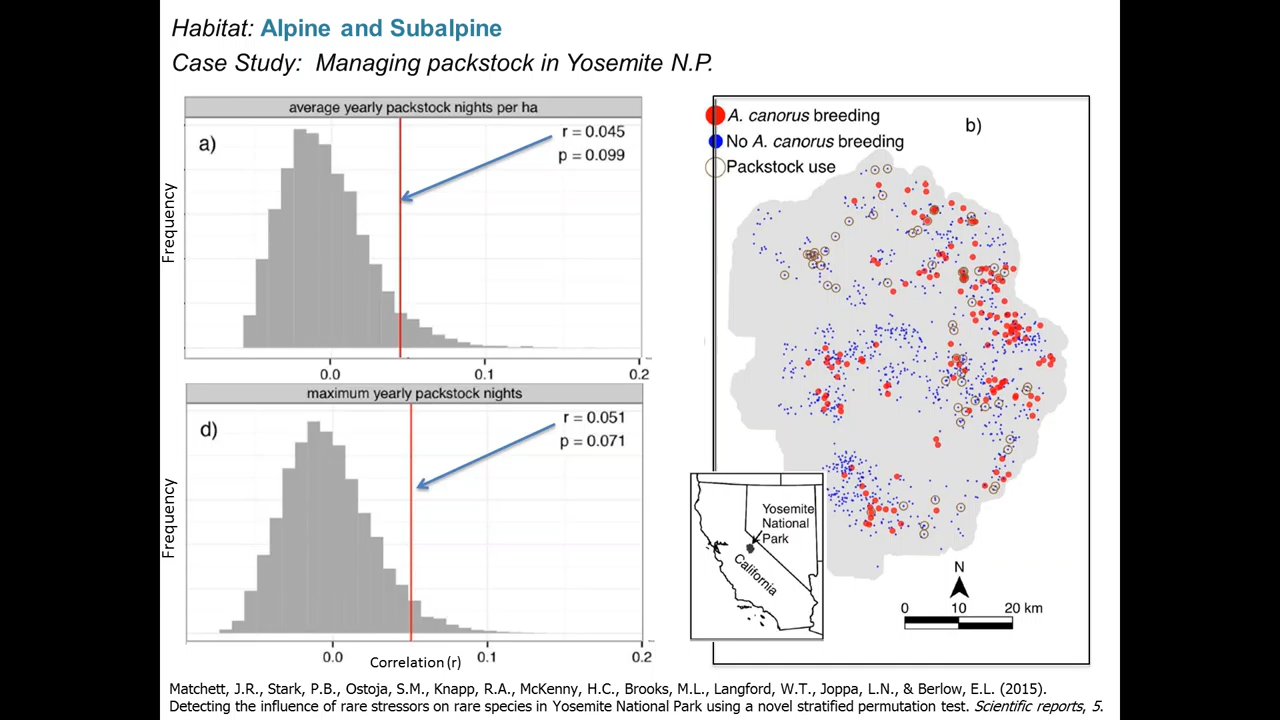 Habitat: Alpine and Subalpine
Case Study: Managing packstock in Yosemite N.P.
average yearly packstock nights per ha
a)
r = 0.045
p = 0.099
Frequency
0.0
0.1
0.2
maximum yearly packstock nights
d)
r = 0.051
p = 0.071
Frequency
0.0
0.1
0.2
Correlation (r)
A. canorus breeding
No A. canorus breeding
Packstock use
b)
Yosemite
National
Park
California
N
0
10
20 km
Matchett, J.R., Stark, P.B., Ostoja, S.M., Knapp, R.A., McKenny, H.C., Brooks, M.L., Langford, W.T., Joppa, L.N., & Berlow, E.L. (2015).
Detecting the influence of rare stressors on rare species in Yosemite National Park using a novel stratified permutation test. Scientific reports, 5.